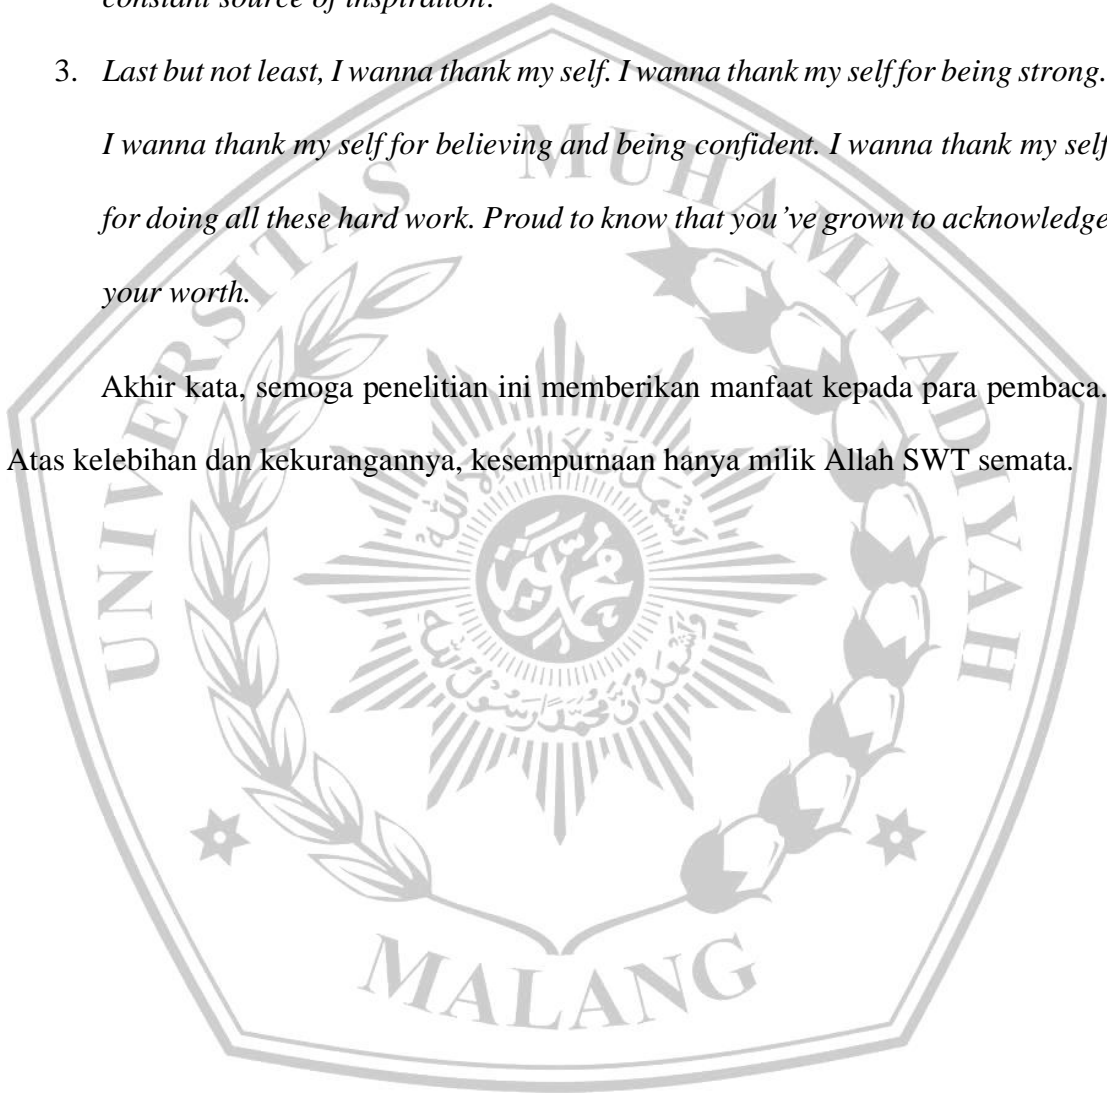 constant source of inspiration.
3. Last but not least, I wanna thank my self. I wanna thank my self for being strong.
I wanna thank my self for believing and being confident. I wanna thank my self
for doing all these hard work. Proud to know that you’ve grown to acknowledge
your worth.
Akhir kata, semoga penelitian ini memberikan manfaat kepada para pembaca.
Atas kelebihan dan kekurangannya, kesempurnaan hanya milik Allah SWT semata.
UNIVERSITAS MUHAMMADIYAH
MALANG